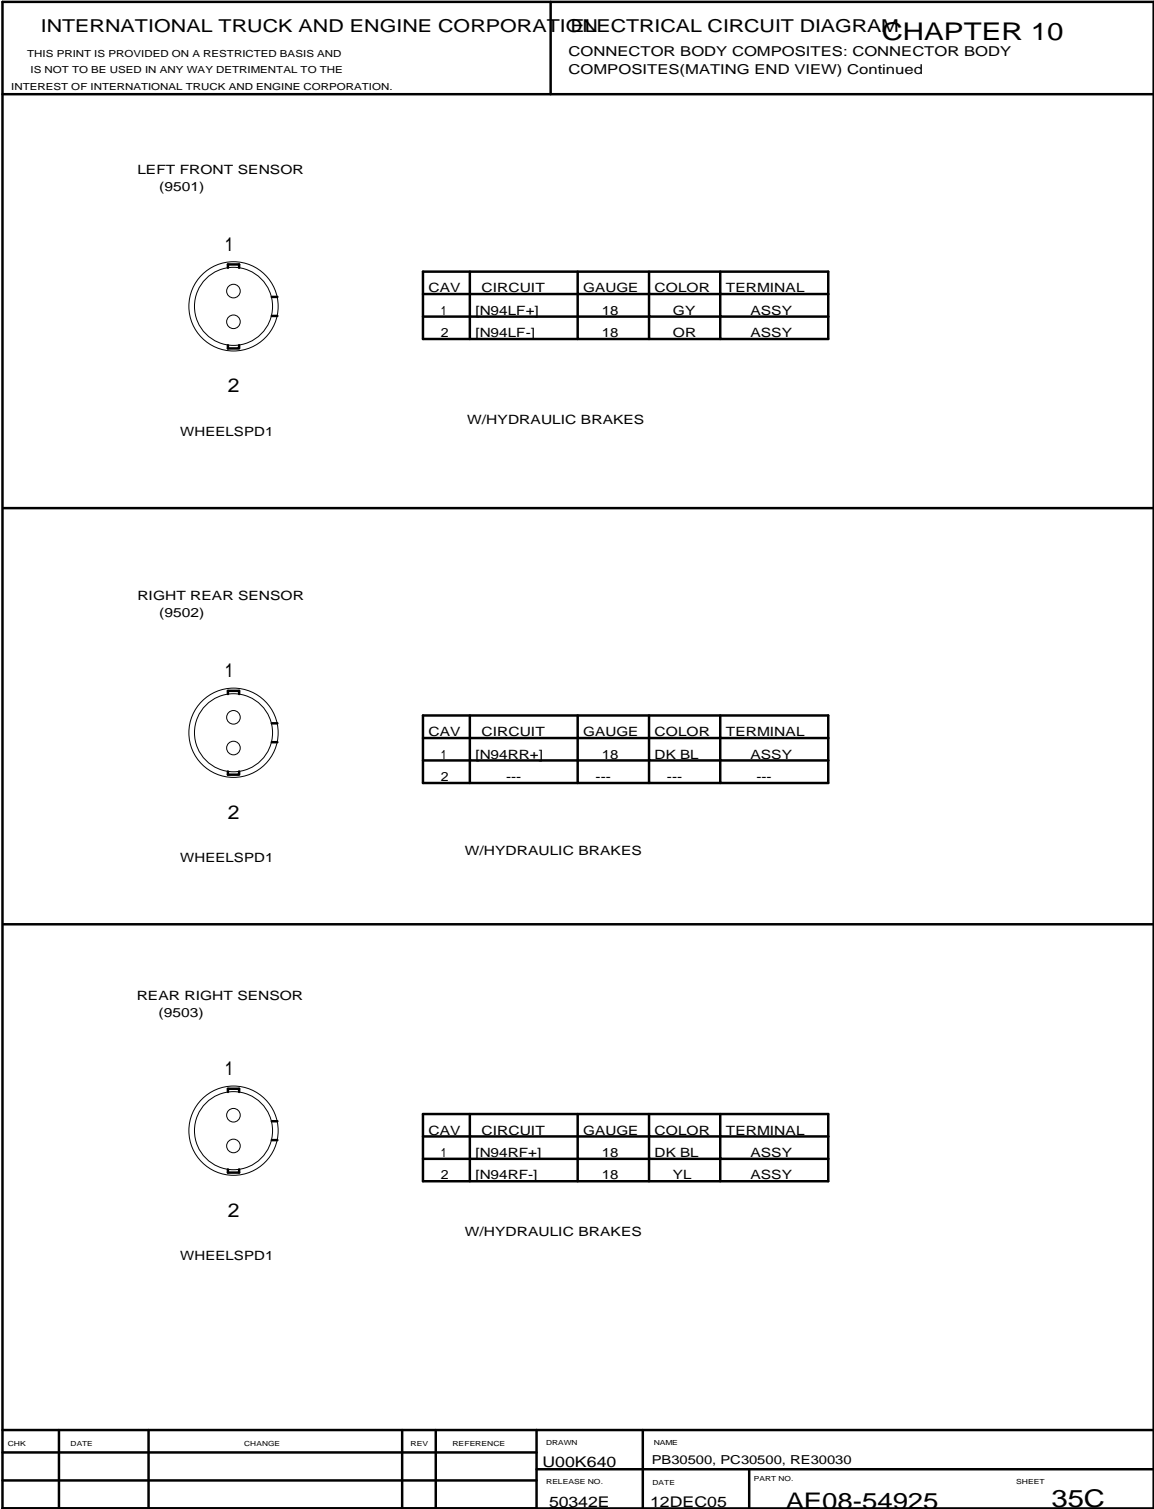 INTERNATIONAL TRUCK AND ENGINE CORPORATION
THIS PRINT IS PROVIDED ON A RESTRICTED BASIS AND
IS NOT TO BE USED IN ANY WAY DETRIMENTAL TO THE
INTEREST OF INTERNATIONAL TRUCK AND ENGINE CORPORATION.
ELECTRICAL CIRCUIT DIAGRAM
CHAPTER 10
CONNECTOR BODY COMPOSITES: CONNECTOR BODY
COMPOSITES(MATING END VIEW) Continued
LEFT FRONT SENSOR
(9501)
1
2
WHEELSPD1
CAV CIRCUIT GAUGE COLOR TERMINAL
1 [N94LF+] 18 GY ASSY
2 [N94LF-] 18 OR ASSY
W/HYDRAULIC BRAKES
RIGHT REAR SENSOR
(9502)
1
2
WHEELSPD1
CAV CIRCUIT GAUGE COLOR TERMINAL
1 [N94RR+] 18 DK BL ASSY
2 --- --- --- ---
W/HYDRAULIC BRAKES
REAR RIGHT SENSOR
(9503)
1
2
WHEELSPD1
CAV CIRCUIT GAUGE COLOR TERMINAL
1 [N94RF+] 18 DK BL ASSY
2 [N94RF-] 18 YL ASSY
W/HYDRAULIC BRAKES
CHK DATE CHANGE REV REFERENCE
DRAWN
U00K640
NAME
PB30500, PC30500, RE30030
RELEASE NO.
50342E
DATE
12DEC05
PART NO.
AE08-54925
SHEET
35C